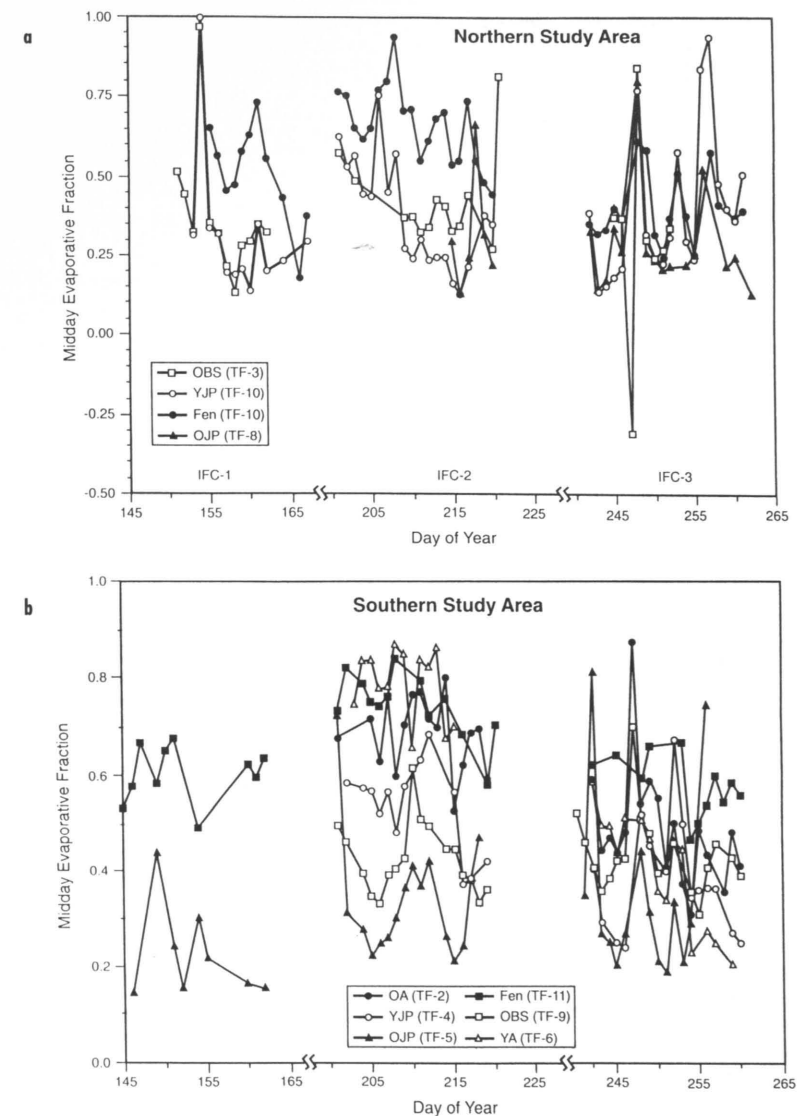 a
Northern Study Area
1.00
0.75
0.50
0.25
0.00
-0.25
-0.50
Midday Evaporative Fraction
OBS (TF-3)
YJP (TF-10)
Fen (TF-10)
OJP (TF-8)
IFC-1
IFC-2
IFC-3
145 155 165 205 215 225 245 255 265
Day of Year
b
Southern Study Area
1.0
0.8
0.6
0.4
0.2
0.0
Midday Evaporative Fraction
OA (TF-2) Fen (TF-11)
YJP (TF-4) OBS (TF-9)
OJP (TF-5) YA (TF-6)
145 155 165 205 215 225 245 255 265
Day of Year